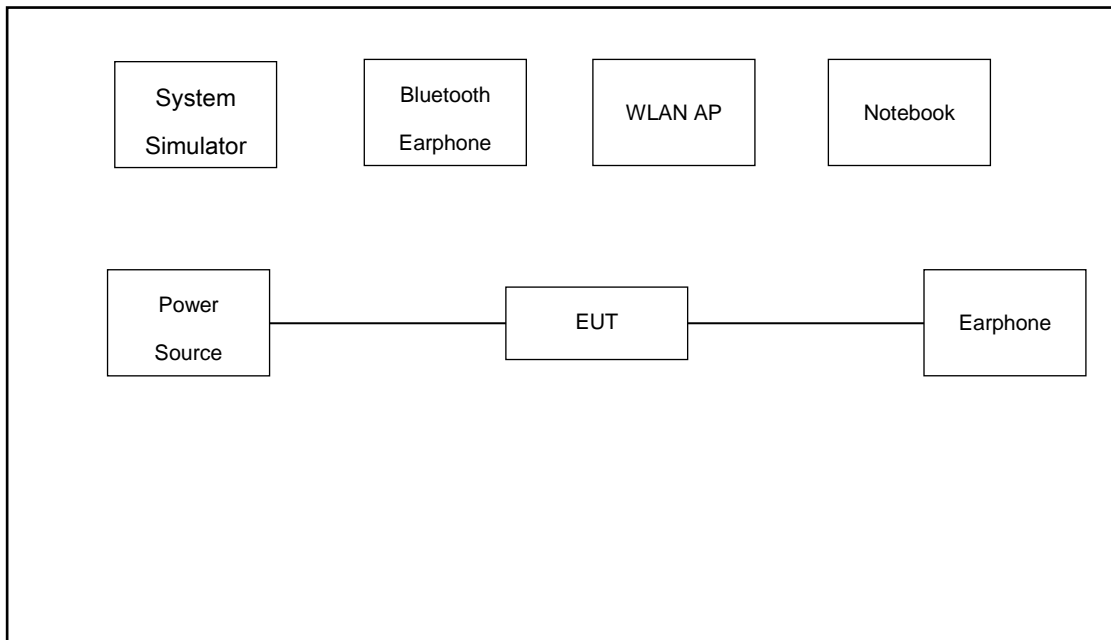 System
Simulator
Bluetooth
Earphone
WLAN AP
Notebook
Power
Source
EUT
Earphone